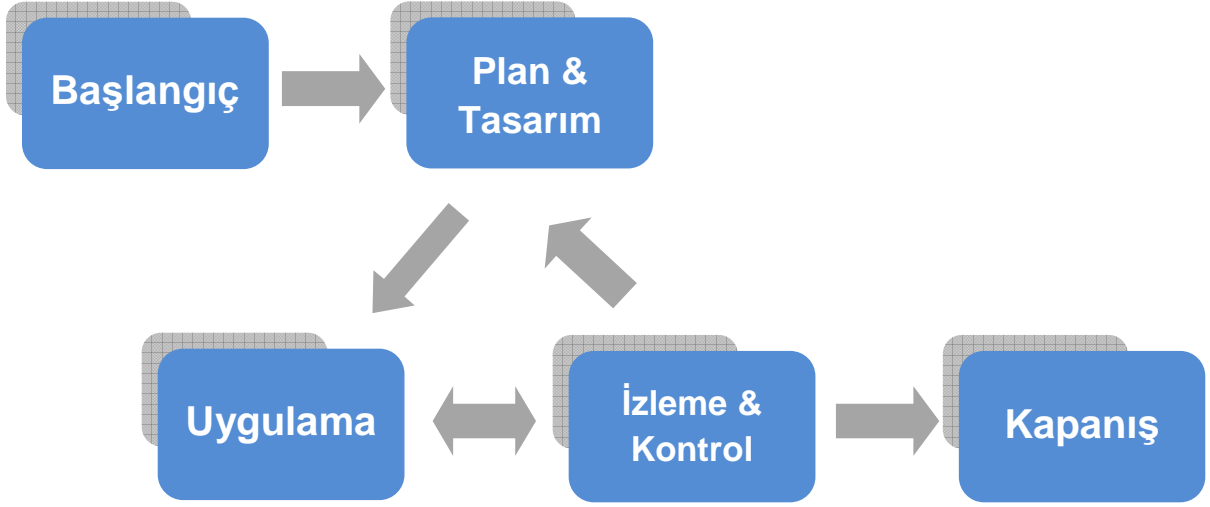 Başlangıç
Plan &
Tasarım
Uygulama
İzleme &
Kontrol
Kapanış